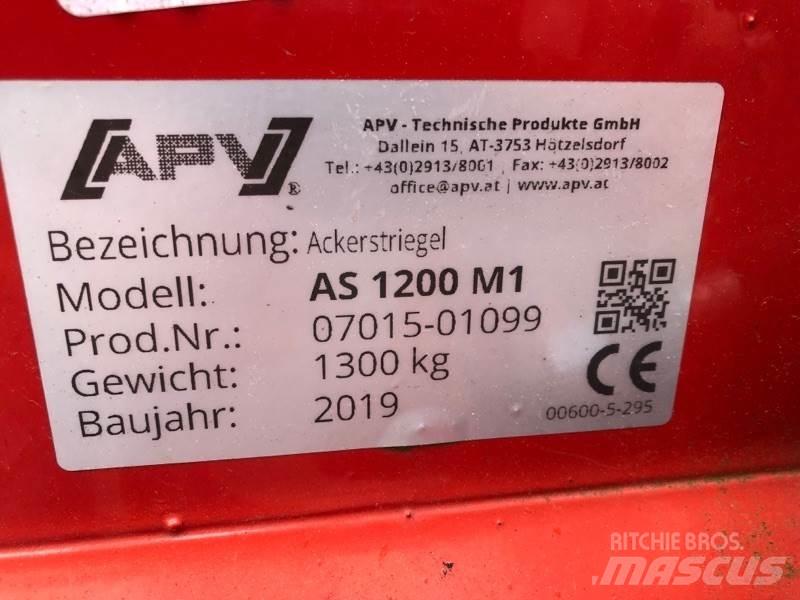 APV®
APV - Technische Produkte GmbH
Dallein 15, AT-3753 Hötzelsdorf
Tel.: +43(0)2913/8001 , Fax: +43(0)2913/8002
office@apv.at | www.apv.at
Bezeichnung: Ackerstriegel
Modell: AS 1200 M1
Prod.Nr.: 07015-01099
Gewicht: 1300 kg
Baujahr: 2019
CE
00600-5-295
RITCHIE BROS.
MASCUS